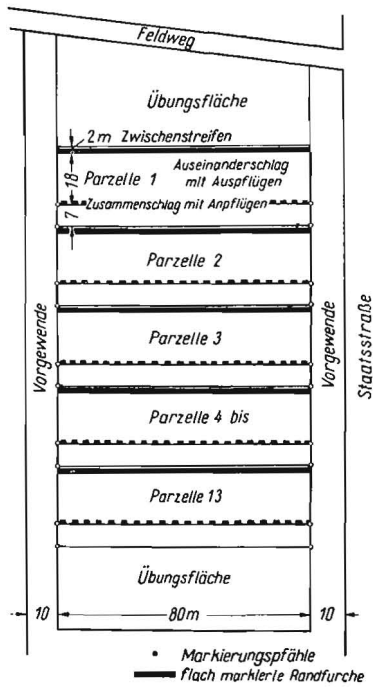 Feldweg
Übungsfläche
2 m Zwischenstreifen
18
Parzelle 1
Auseinanderschlag
mit Auspflügen
7
Zusammenschlag mit Anpflügen
Parzelle 2
Parzelle 3
Vorgewende
Vorgewende
Staatsstraße
Parzelle 4 bis
Parzelle 13
Übungsfläche
10
80m
10
Markierungspfähle
flach markierte Randfurche